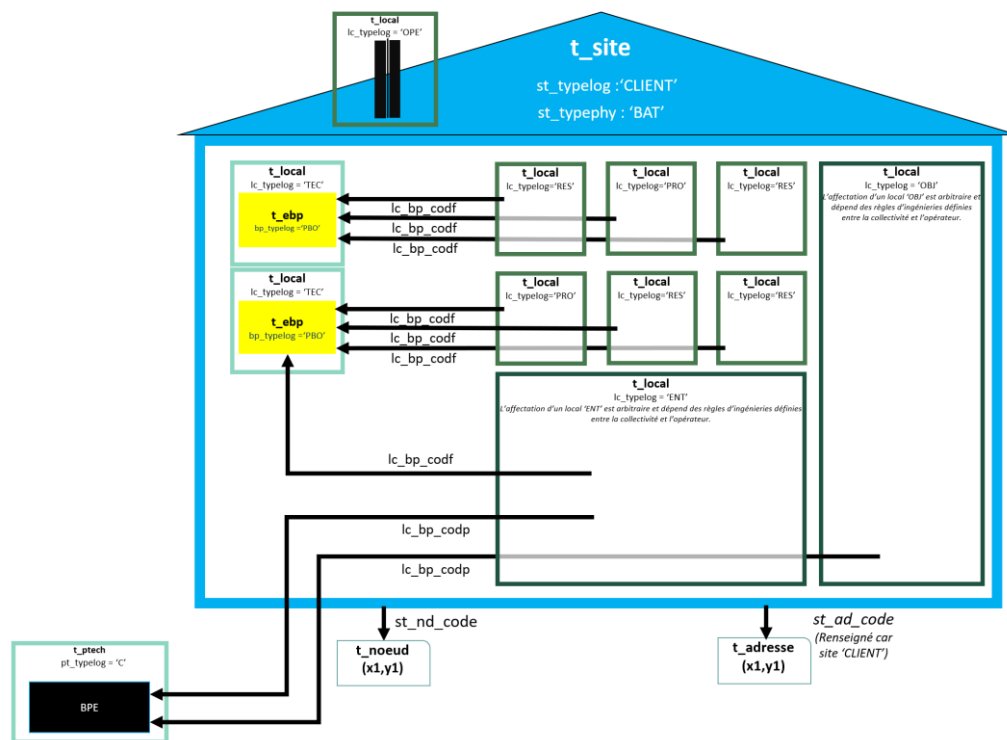 t_local
lc_typelog = 'OPE'
t_site
st_typelog :'CLIENT'
st_typephy : 'BAT'
t_local
lc_typelog = 'TEC'
t_ebp
bp_typelog ='PBO'
t_local
lc_typelog='RES'
t_local
lc_typelog='PRO'
t_local
lc_typelog='RES'
t_local
lc_typelog = 'OBJ'
L'affectation d'un local 'OBJ' est arbitraire et
dépend des règles d'ingénieries définies
entre la collectivité et l'opérateur.
lc_bp_codf
lc_bp_codf
lc_bp_codf
t_local
lc_typelog = 'TEC'
t_ebp
bp_typelog ='PBO'
t_local
lc_typelog='PRO'
t_local
lc_typelog='RES'
t_local
lc_typelog='RES'
lc_bp_codf
lc_bp_codf
lc_bp_codf
t_local
lc_typelog = 'ENT'
L'affectation d'un local 'ENT' est arbitraire et dépend des règles d'ingénieries définies
entre la collectivité et l'opérateur.
lc_bp_codf
lc_bp_codp
lc_bp_codp
st_nd_code
t_noeud
(x1,y1)
st_ad_code
(Renseigné car
site 'CLIENT')
t_adresse
(x1,y1)
t_ptech
pt_typelog = 'C'
BPE